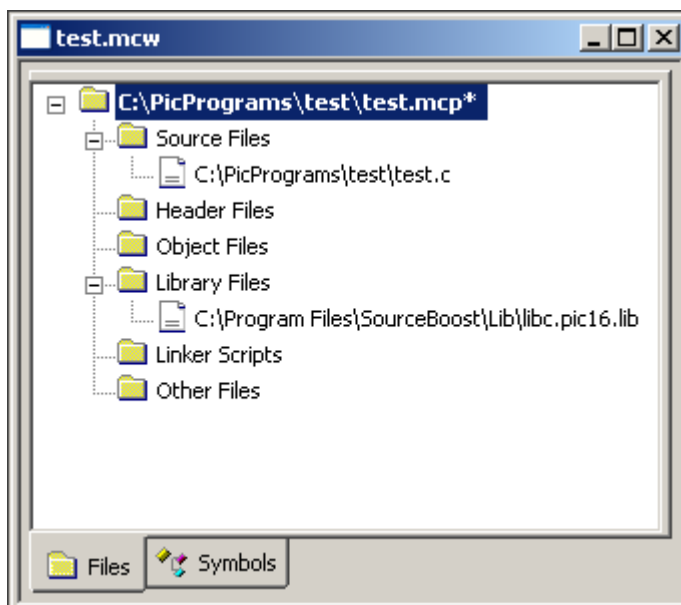 test.mcw
C:\PicPrograms\test\test.mcp*
Source Files
C:\PicPrograms\test\test.c
Header Files
Object Files
Library Files
C:\Program Files\SourceBoost\Lib\libc.pic16.lib
Linker Scripts
Other Files
Files Symbols